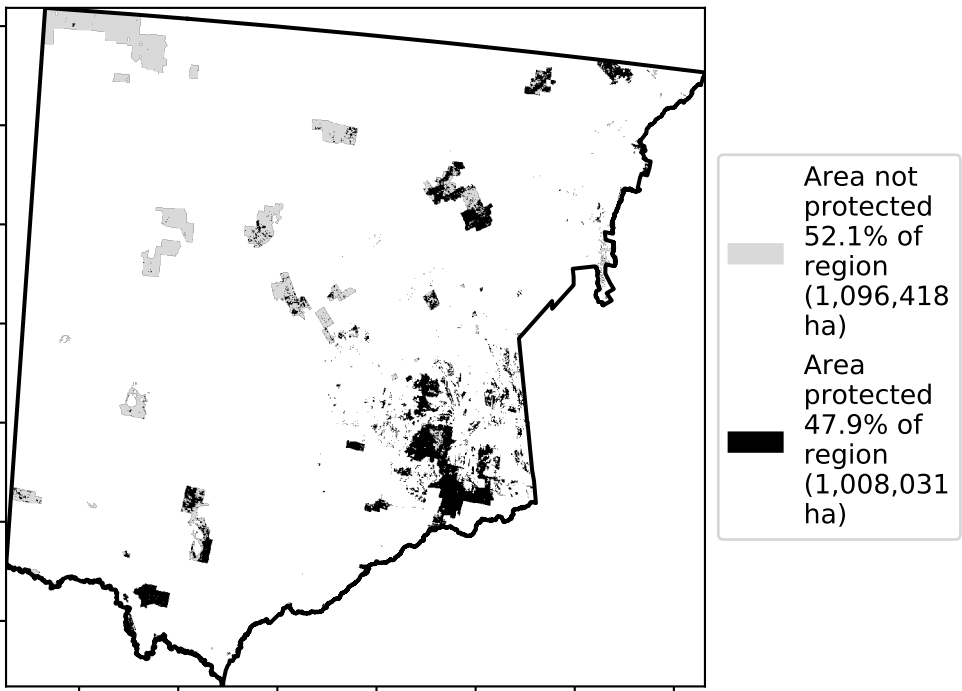 Area not
protected
52.1% of
region
(1,096,418
ha)
Area
protected
47.9% of
region
(1,008,031
ha)